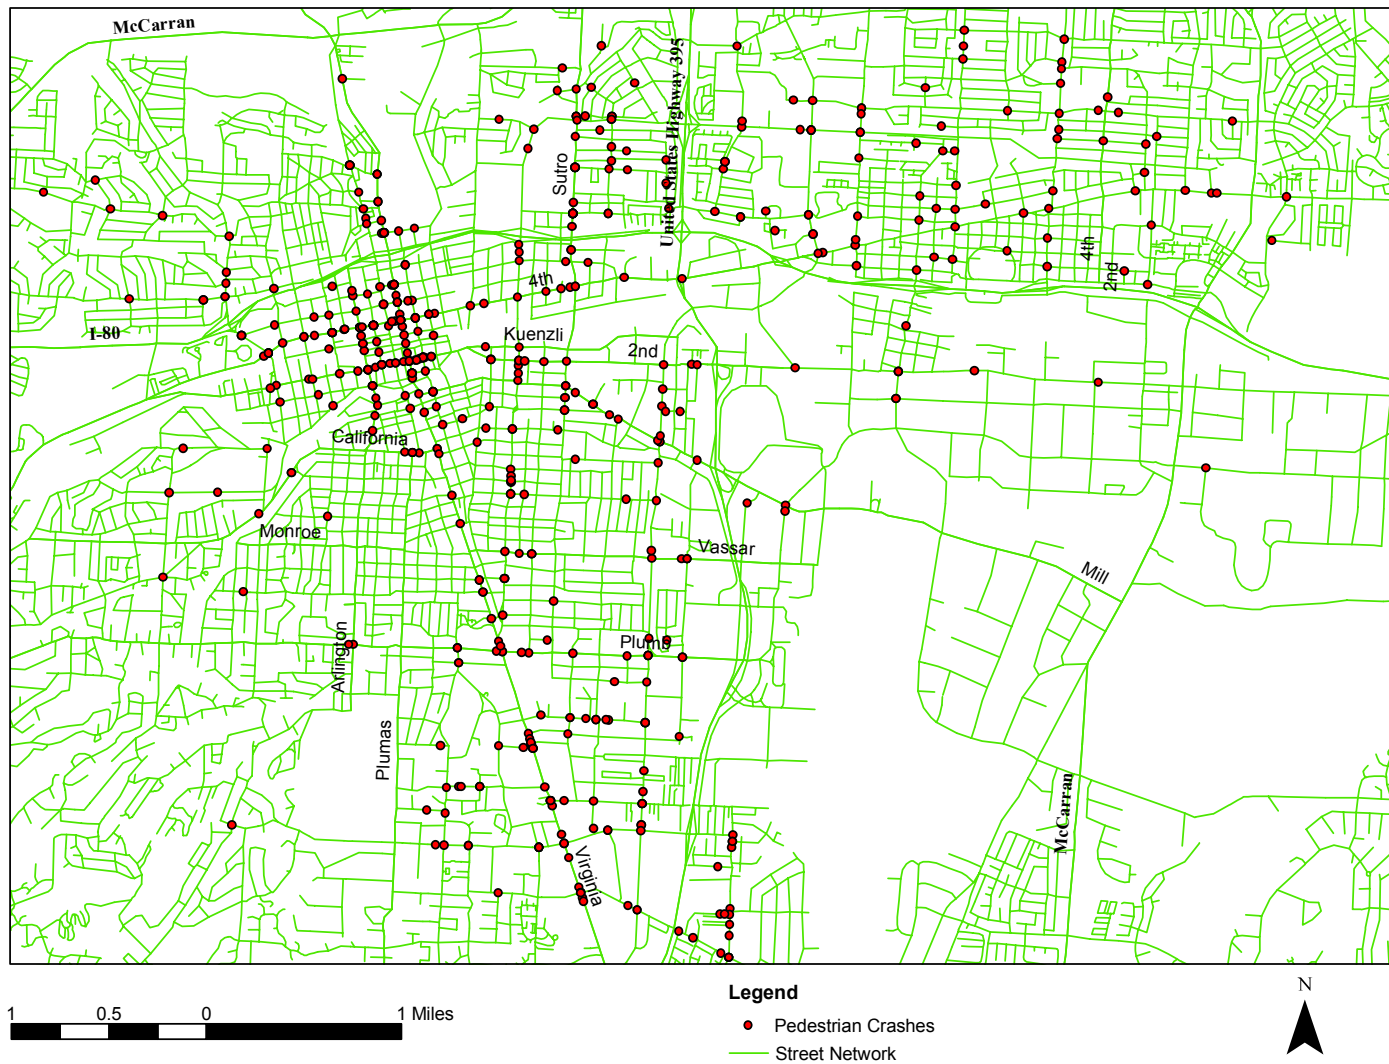 McCarran
United States Highway 395
Sutro
4th
2nd
4th
I-80
Kuenzli
2nd
California
Monroe
Vassar
Mill
Arlington
Plumb
Plumas
McCarran
Virginia
Legend
N
1 0.5 0 1 Miles
Pedestrian Crashes
Street Network